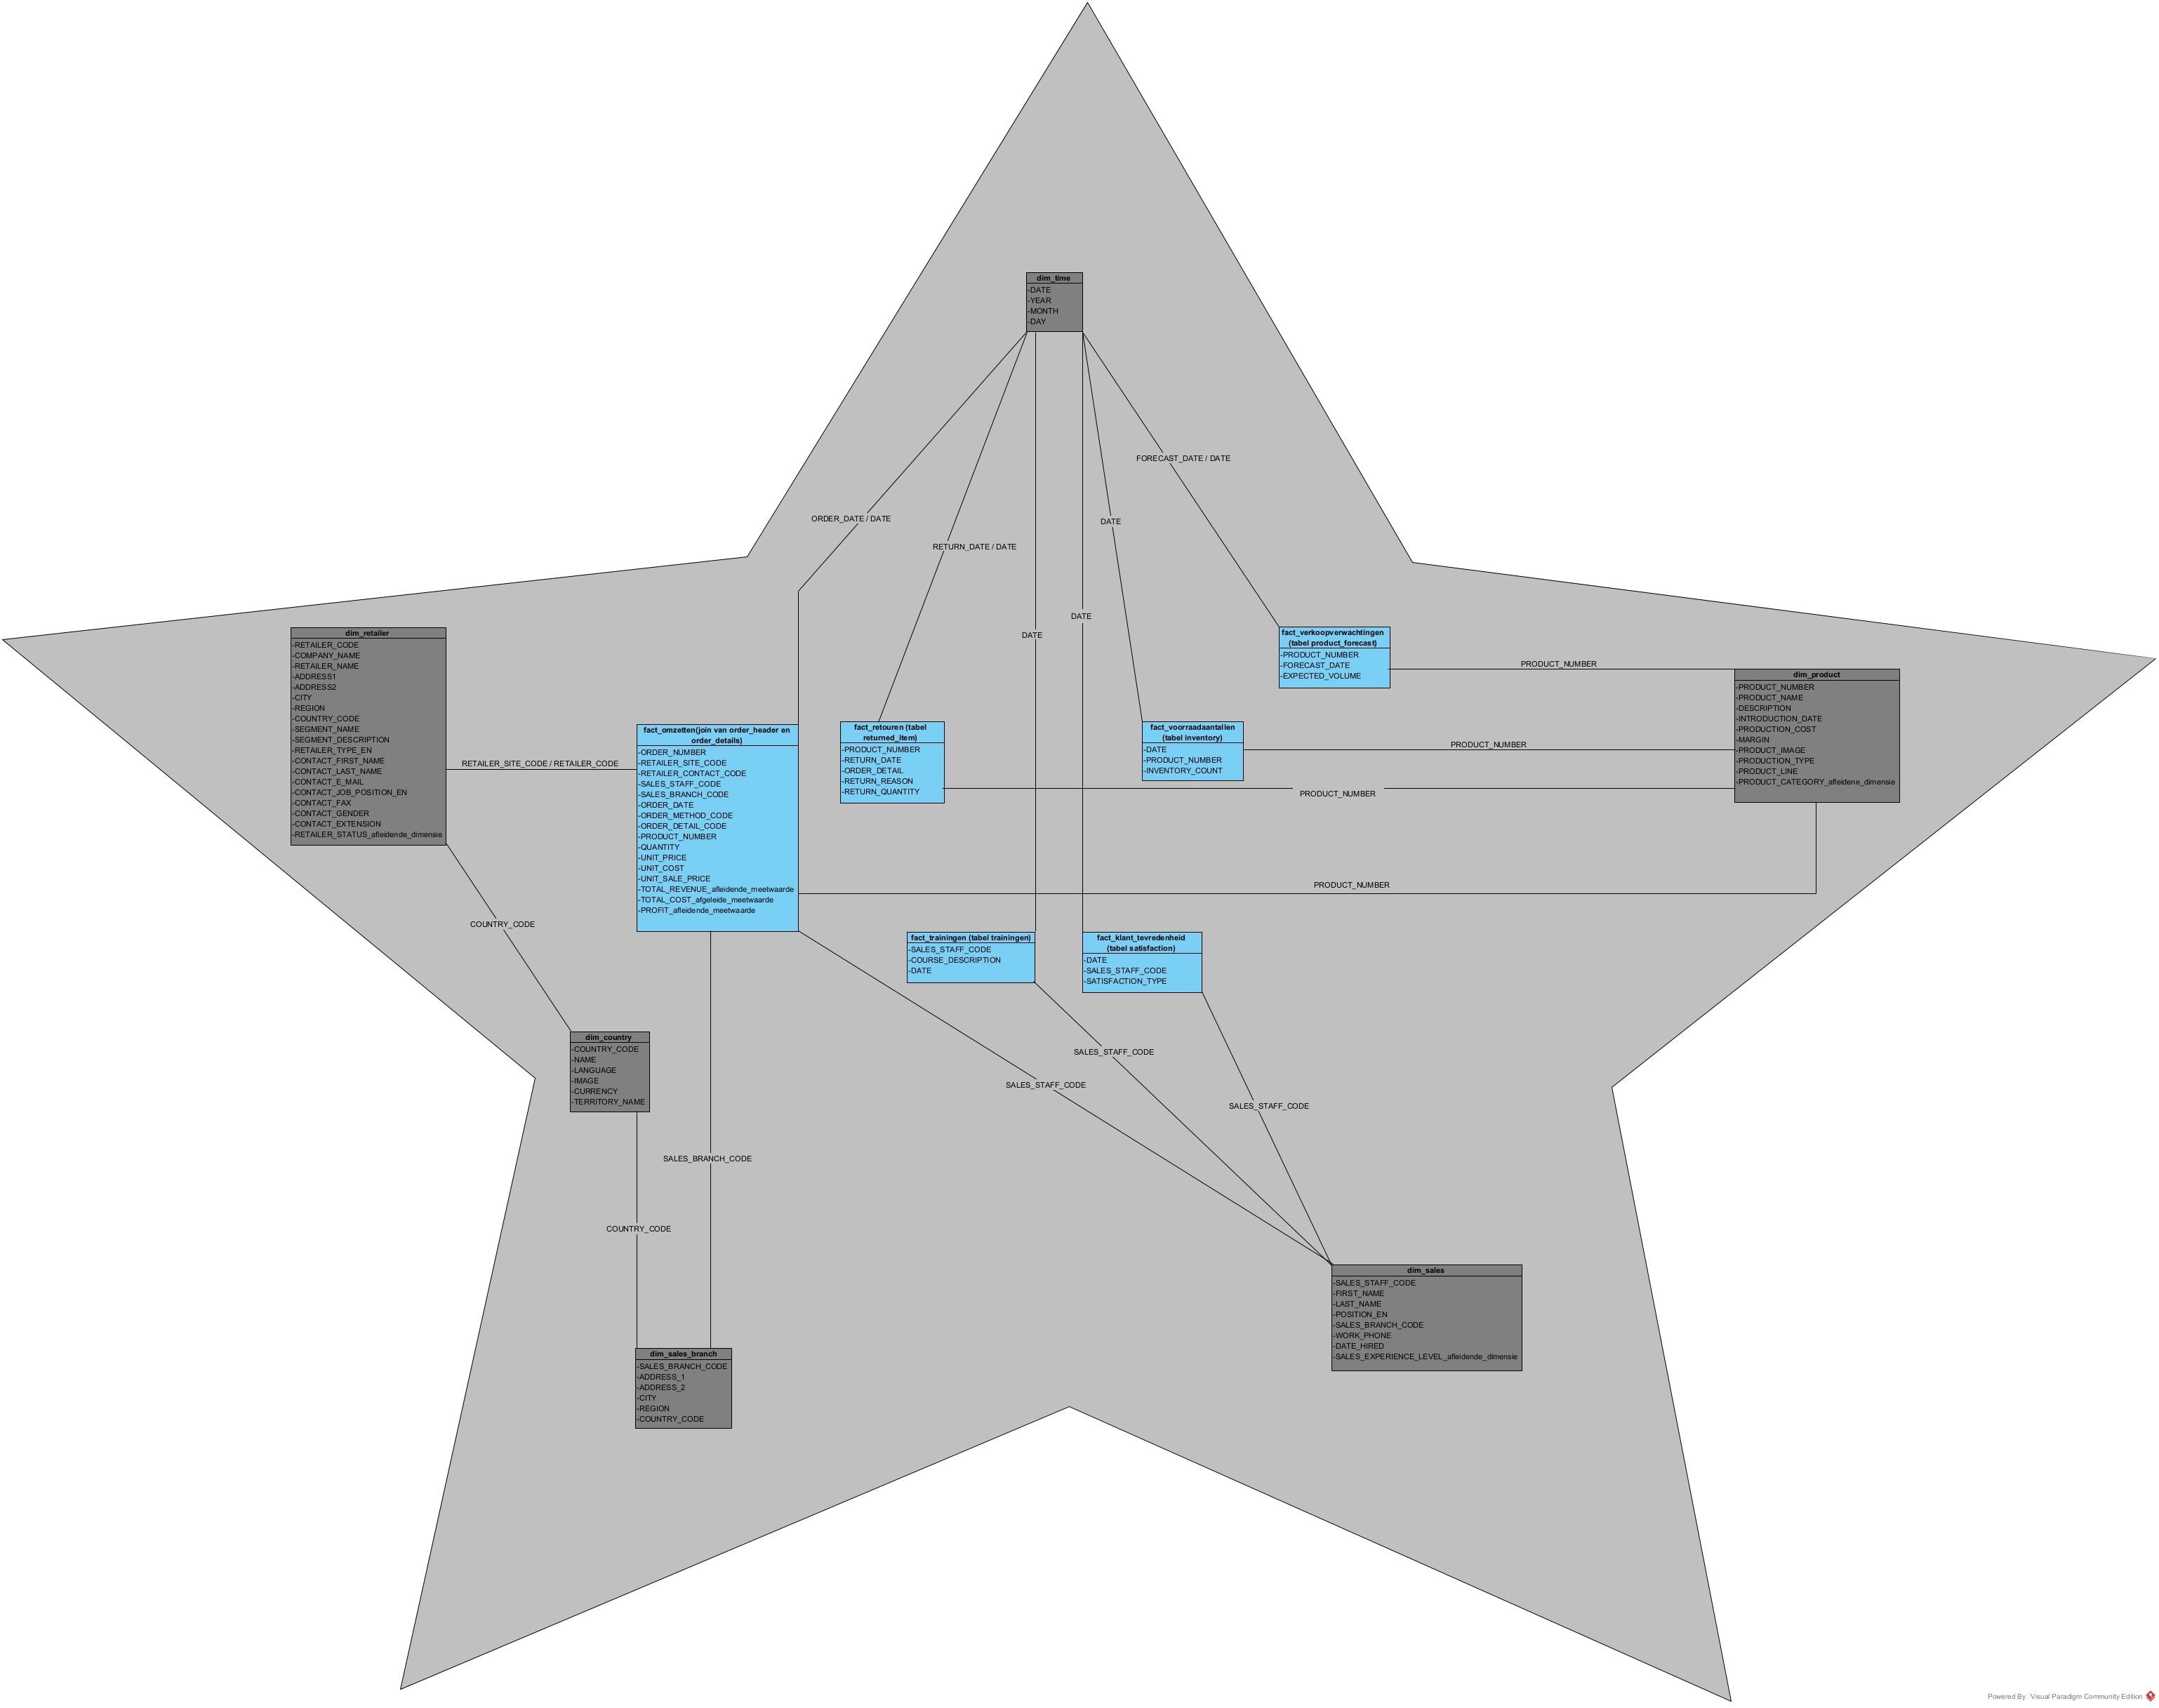 dim_time
-DATE
-YEAR
-MONTH
-DAY
FORECAST_DATE / DATE
ORDER_DATE / DATE
DATE
RETURN_DATE / DATE
DATE
DATE
dim_retailer
-RETAILER_CODE
-COMPANY_NAME
-RETAILER_NAME
-ADDRESS1
-ADDRESS2
-CITY
-REGION
-COUNTRY_CODE
-SEGMENT_NAME
-SEGMENT_DESCRIPTION
-RETAILER_TYPE_EN
-CONTACT_FIRST_NAME
-CONTACT_LAST_NAME
-CONTACT_E_MAIL
-CONTACT_JOB_POSITION_EN
-CONTACT_FAX
-CONTACT_GENDER
-CONTACT_EXTENSION
-RETAILER_STATUS_afleidende_dimensie
RETAILER_SITE_CODE / RETAILER_CODE
fact_omzetten(join van order_header en
order_details)
-ORDER_NUMBER
-RETAILER_SITE_CODE
-RETAILER_CONTACT_CODE
-SALES_STAFF_CODE
-SALES_BRANCH_CODE
-ORDER_DATE
-ORDER_METHOD_CODE
-ORDER_DETAIL_CODE
-PRODUCT_NUMBER
-QUANTITY
-UNIT_PRICE
-UNIT_COST
-UNIT_SALE_PRICE
-TOTAL_REVENUE_afleidende_meetwaarde
-TOTAL_COST_afgeleide_meetwaarde
-PROFIT_afleidende_meetwaarde
fact_retouren (tabel
returned_item)
-PRODUCT_NUMBER
-RETURN_DATE
-ORDER_DETAIL
-RETURN_REASON
-RETURN_QUANTITY
fact_voorraadaantallen
(tabel inventory)
-DATE
-PRODUCT_NUMBER
-INVENTORY_COUNT
fact_verkoopverwachtingen
(tabel product_forecast)
-PRODUCT_NUMBER
-FORECAST_DATE
-EXPECTED_VOLUME
PRODUCT_NUMBER
PRODUCT_NUMBER
PRODUCT_NUMBER
PRODUCT_NUMBER
dim_product
-PRODUCT_NUMBER
-PRODUCT_NAME
-DESCRIPTION
-INTRODUCTION_DATE
-PRODUCTION_COST
-MARGIN
-PRODUCT_IMAGE
-PRODUCTION_TYPE
-PRODUCT_LINE
-PRODUCT_CATEGORY_afleidene_dimensie
COUNTRY_CODE
fact_trainingen (tabel trainingen)
-SALES_STAFF_CODE
-COURSE_DESCRIPTION
-DATE
fact_klant_tevredenheid
(tabel satisfaction)
-DATE
-SALES_STAFF_CODE
-SATISFACTION_TYPE
dim_country
-COUNTRY_CODE
-NAME
-LANGUAGE
-IMAGE
-CURRENCY
-TERRITORY_NAME
SALES_STAFF_CODE
SALES_STAFF_CODE
SALES_STAFF_CODE
SALES_BRANCH_CODE
COUNTRY_CODE
dim_sales
-SALES_STAFF_CODE
-FIRST_NAME
-LAST_NAME
-POSITION_EN
-SALES_BRANCH_CODE
-WORK_PHONE
-DATE_HIRED
-SALES_EXPERIENCE_LEVEL_afleidende_dimensie
dim_sales_branch
-SALES_BRANCH_CODE
-ADDRESS_1
-ADDRESS_2
-CITY
-REGION
-COUNTRY_CODE
Powered By: Visual Paradigm Community Edition